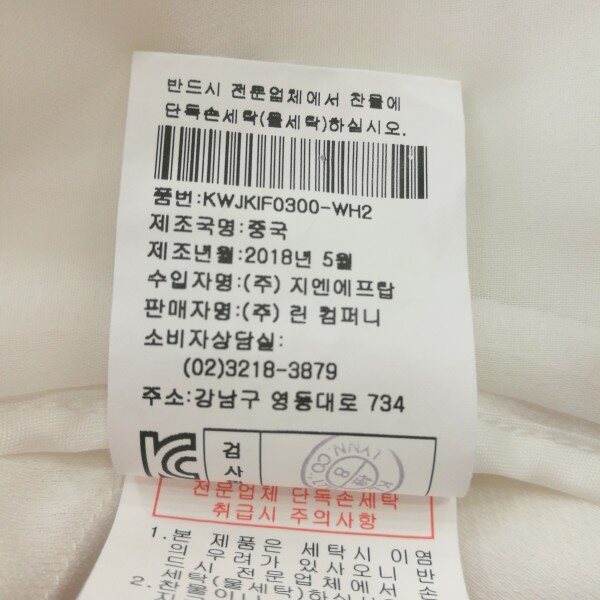 반드시 전문업체에서 찬물에
단독손세탁(물세탁)하십시오.
품번:KWJKIF0300-WH2
제조국명:중국
제조년월:2018년 5월
수입자명:(주) 지엔에프탑
판매자명:(주) 린 컴퍼니
소비자상담실:
(02)3218-3879
주소:강남구 영동대로 734
검
사
전문업체 단독손세탁
취급시 주의사항
1.본 제품은 세탁시 이염
의 우려가 있사오니 반
드시 전문업체에서
세탁(물세탁)하십
2.찬물